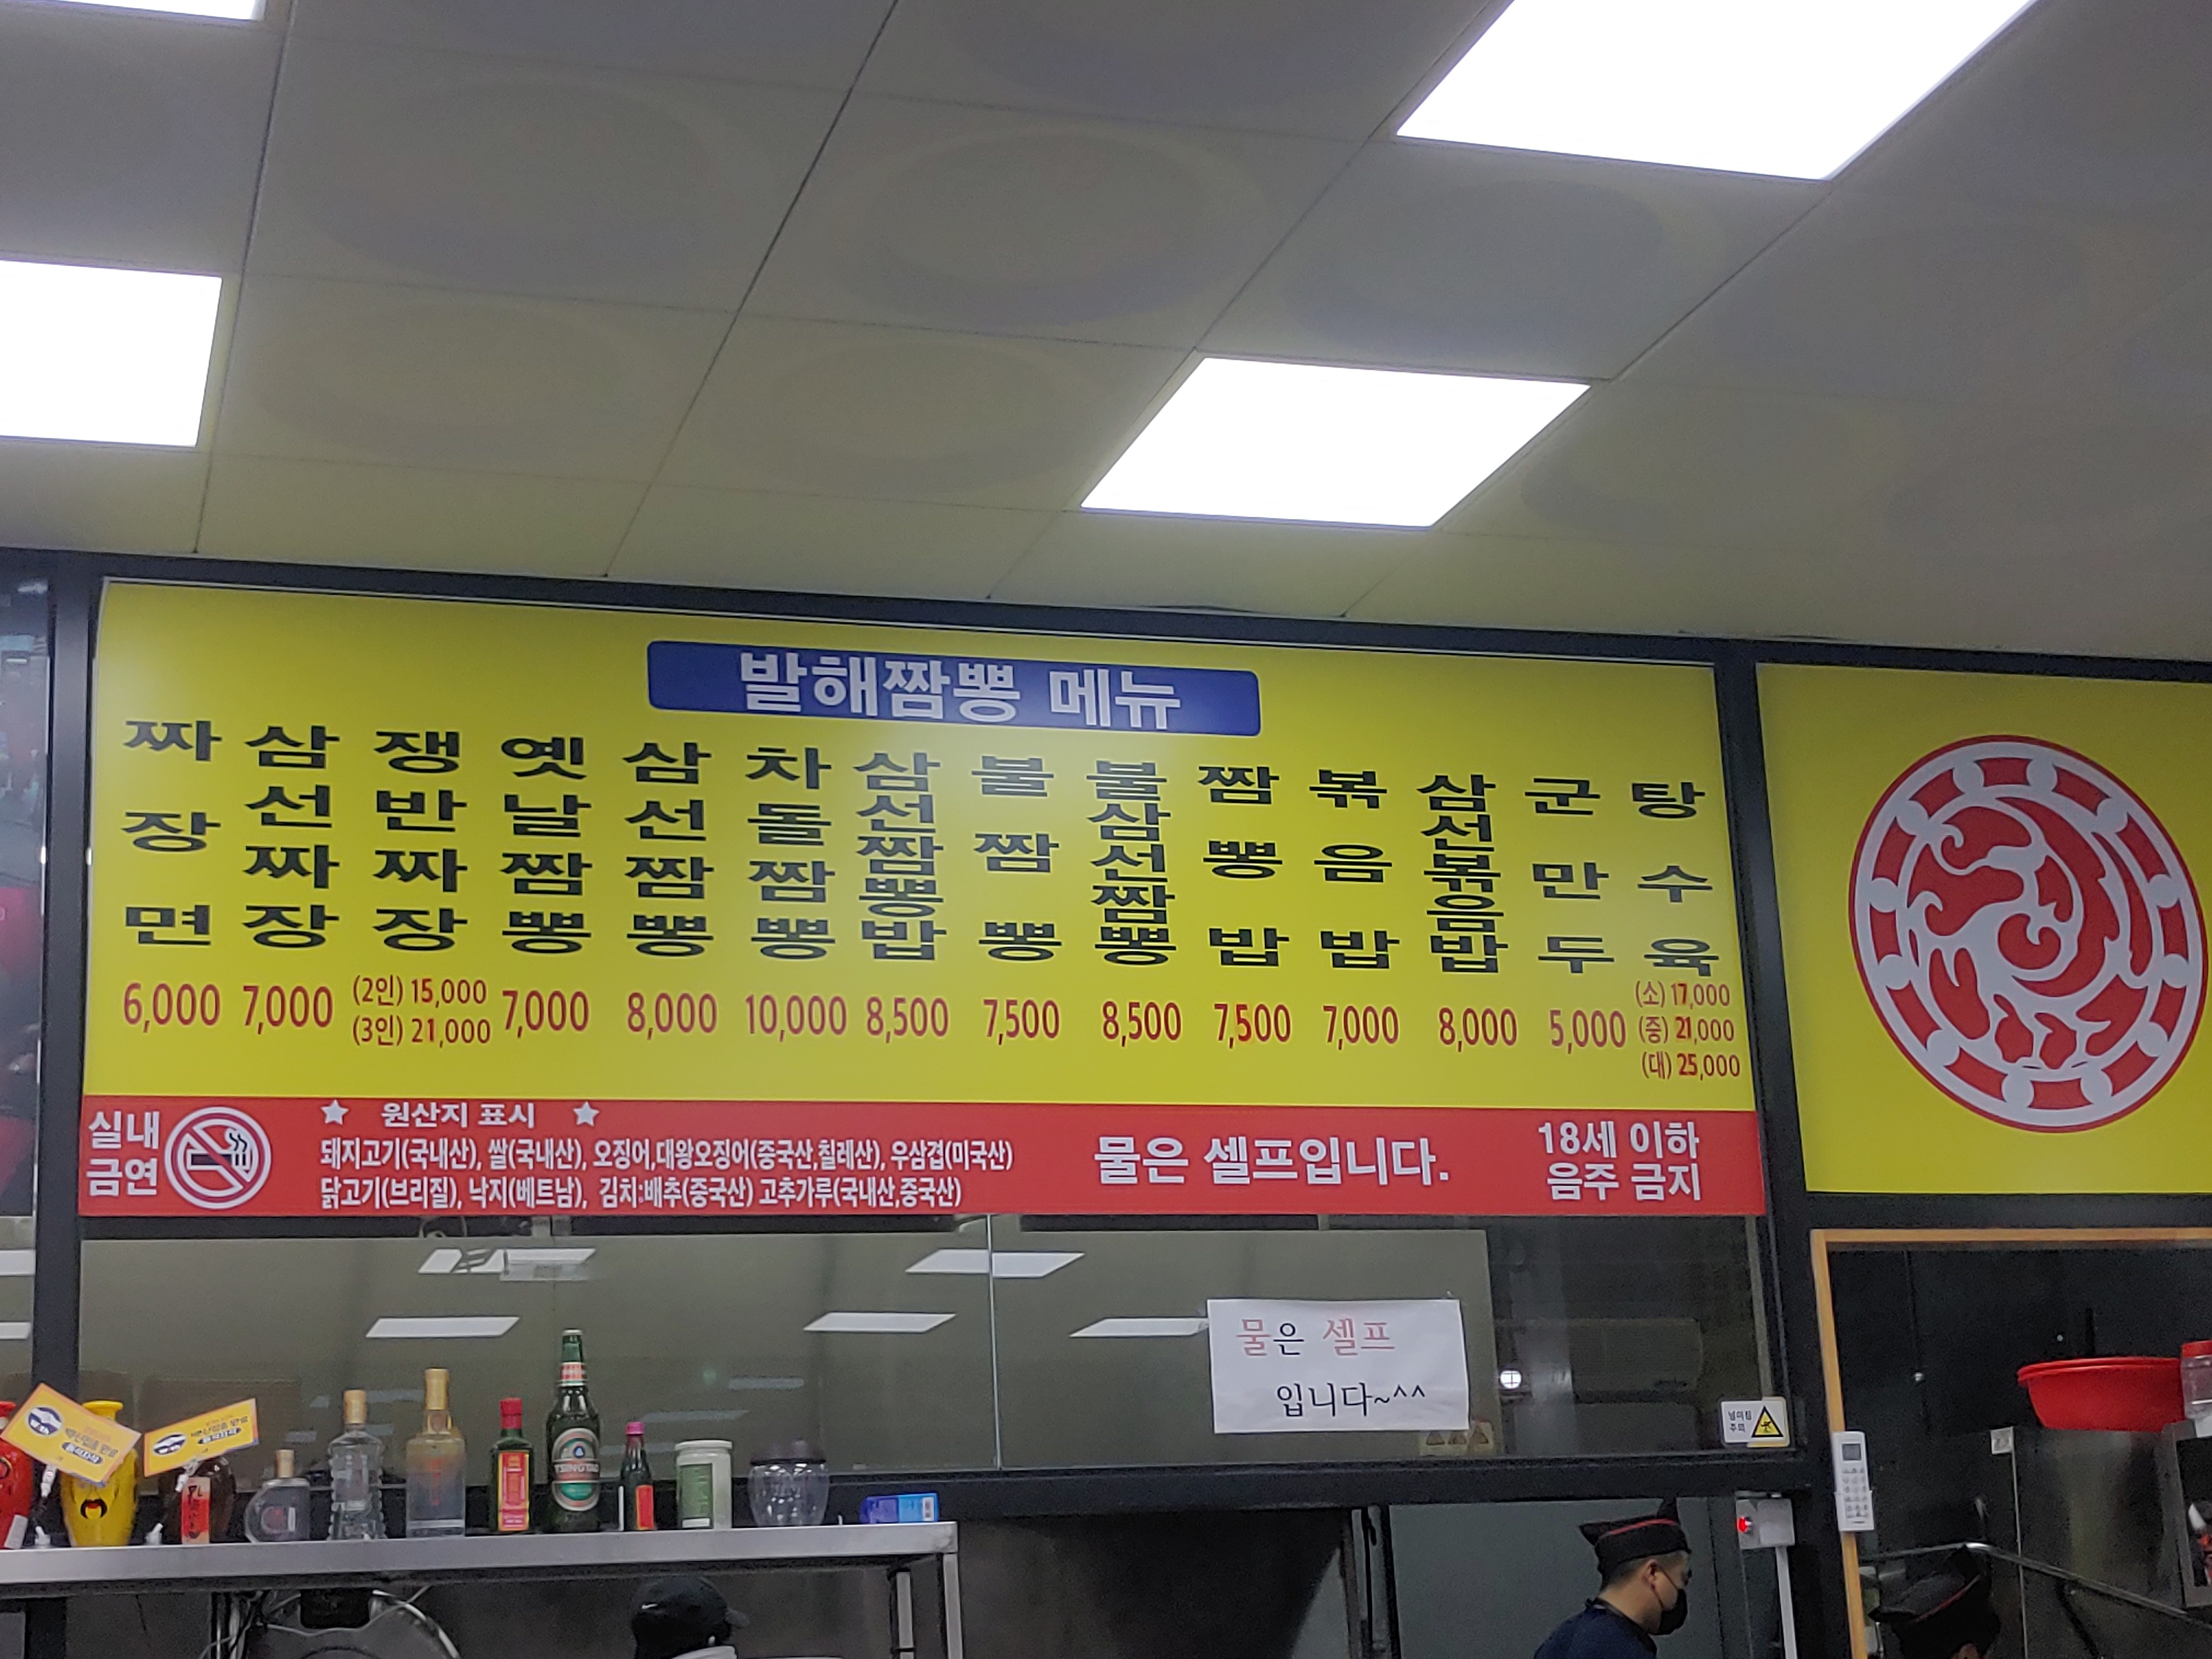 발해짬뽕 메뉴
짜장면 6,000
삼선짜장 7,000
쟁반짜장 (2인) 15,000
(3인) 21,000
옛날짬뽕 7,000
삼선짬뽕 8,000
차돌짬뽕 10,000
삼선짬뽕밥 8,500
불짬뽕 7,500
불삼선짬뽕 8,500
짬뽕밥 7,500
볶음밥 7,000
삼선볶음밥 8,000
군만두 5,000
탕수육 (소) 17,000
(중) 21,000
(대) 25,000
실내
금연
★ 원산지 표시 ★
돼지고기(국내산), 쌀(국내산), 오징어,대왕오징어(중국산,칠레산), 우삼겹(미국산)
닭고기(브리질), 낙지(베트남), 김치:배추(중국산) 고추가루(국내산,중국산)
물은 셀프입니다.
18세 이하
음주 금지
물은 셀프
입니다~^^
TSINGTAO
주의